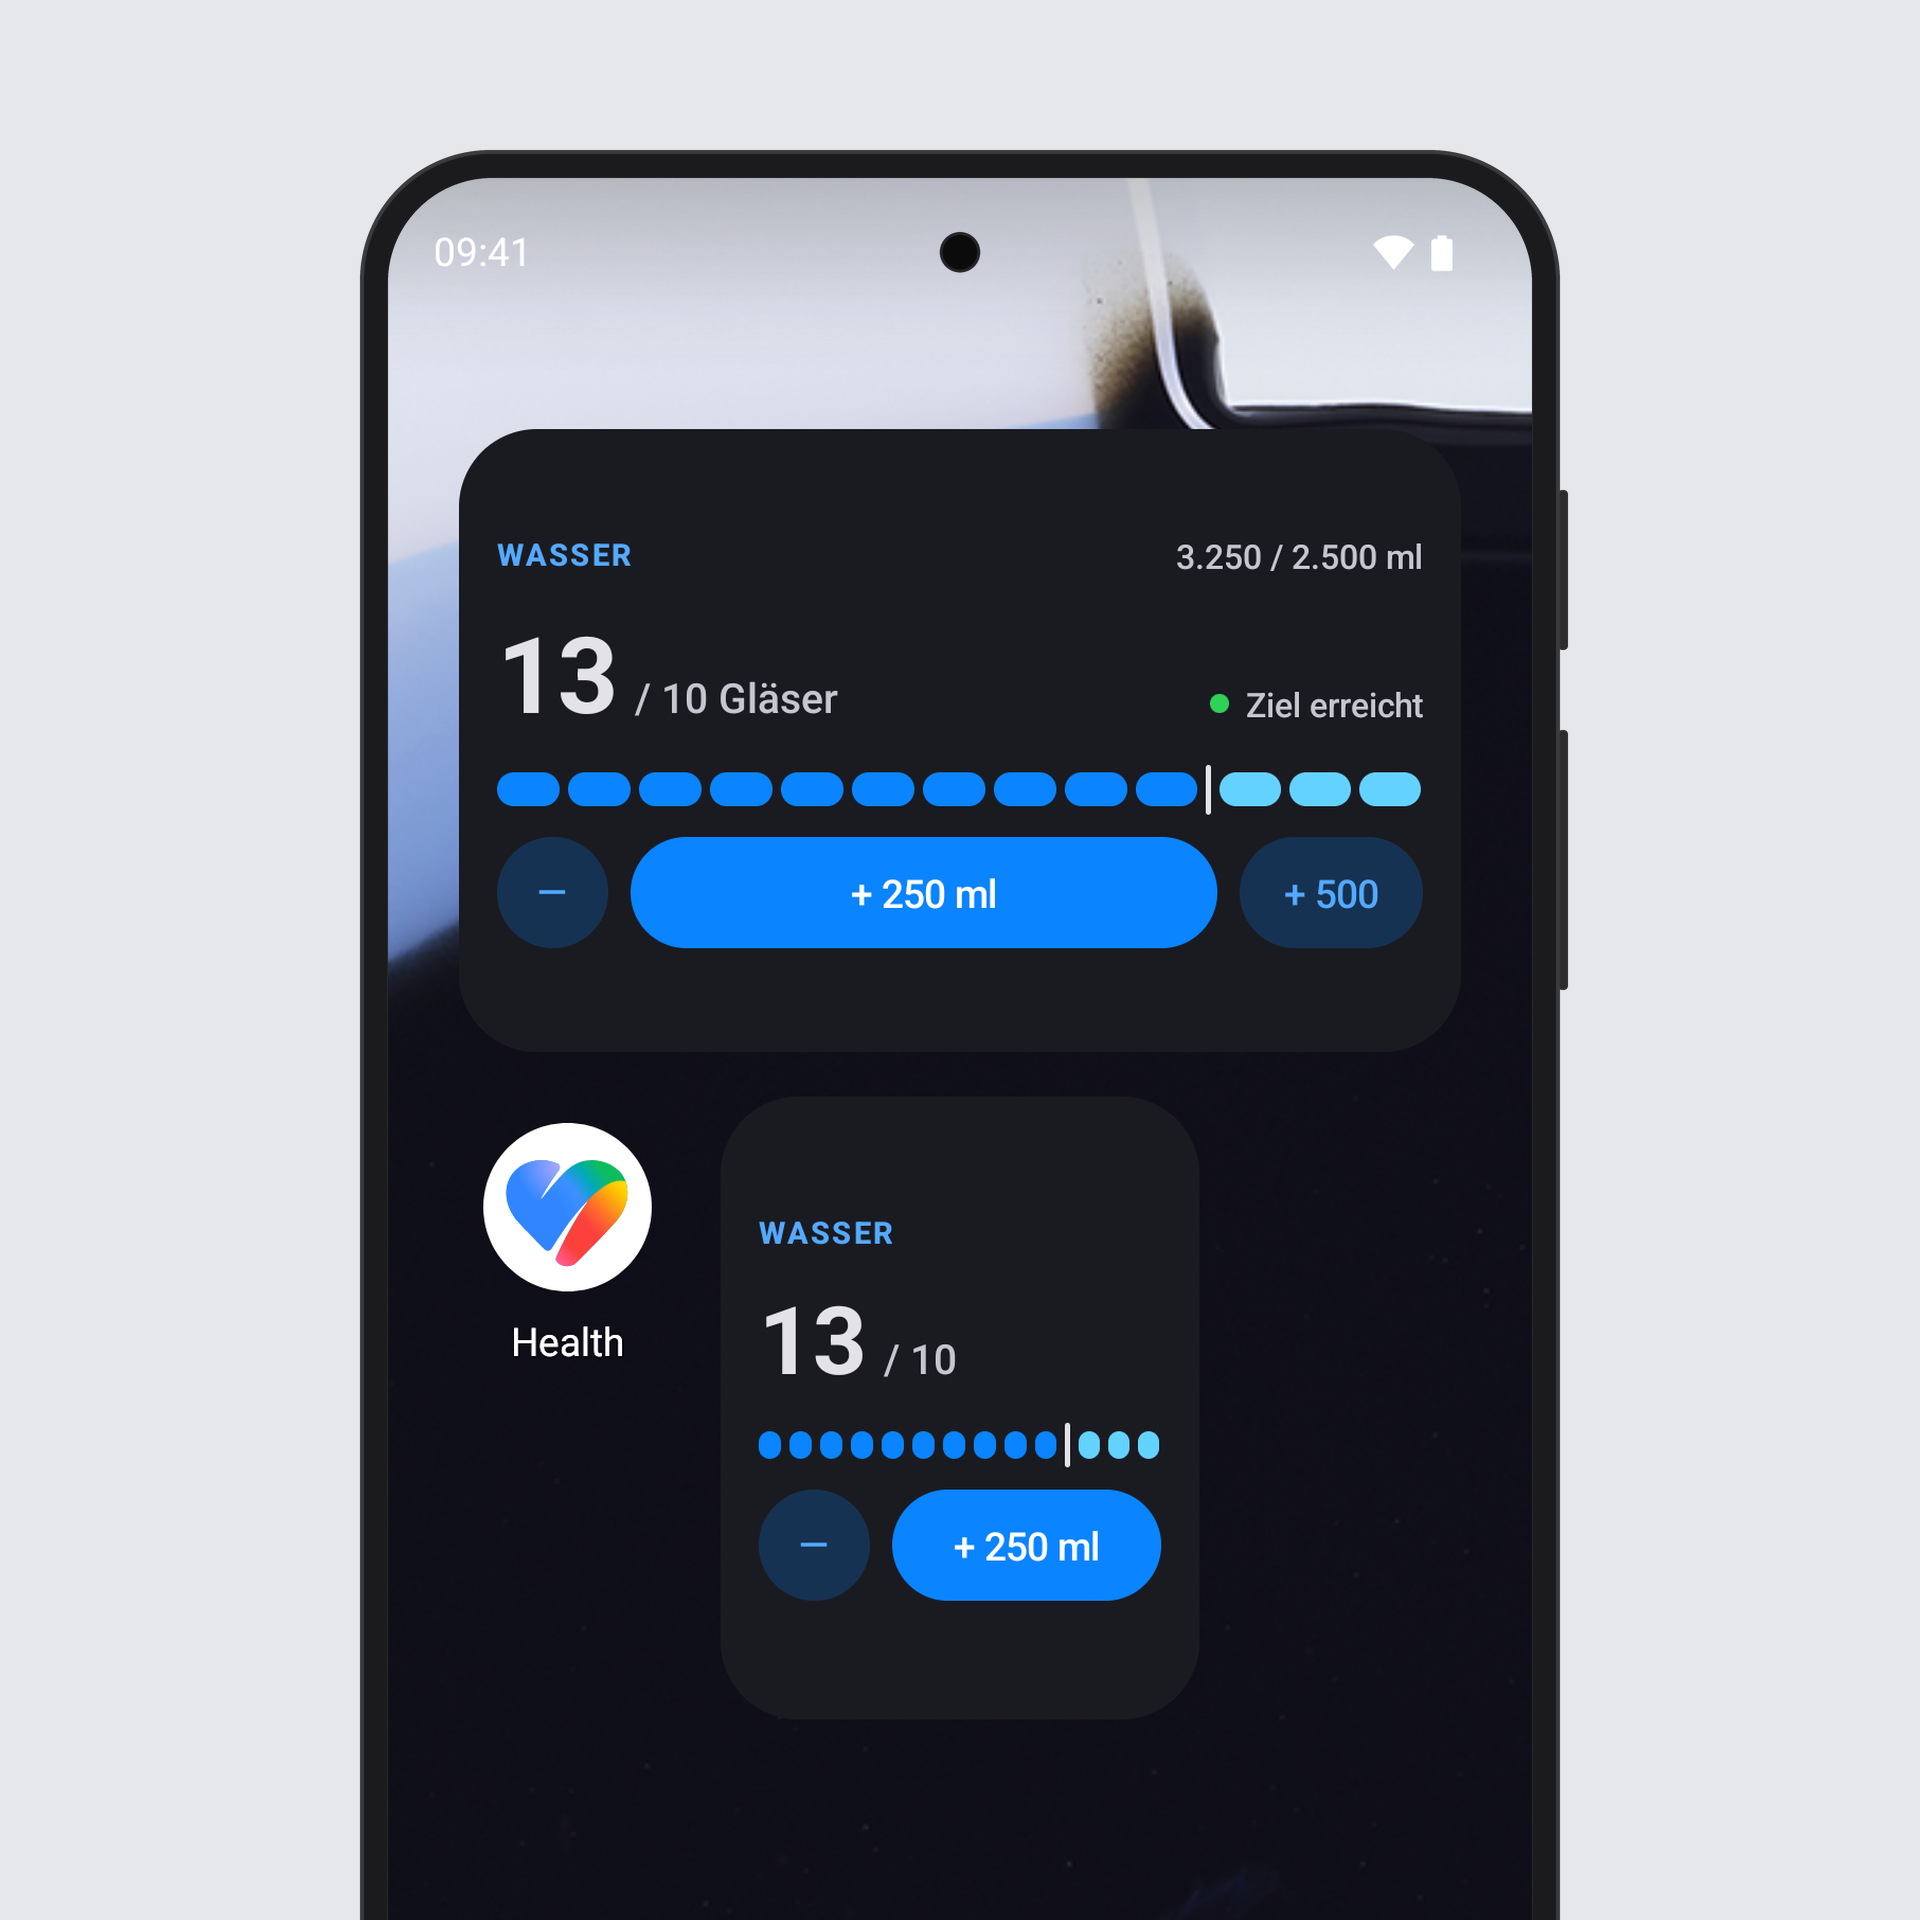 09:41
WASSER
3.250 / 2.500 ml
13 / 10 Gläser
Ziel erreicht
− + 250 ml + 500
Health
WASSER
13 / 10
− + 250 ml